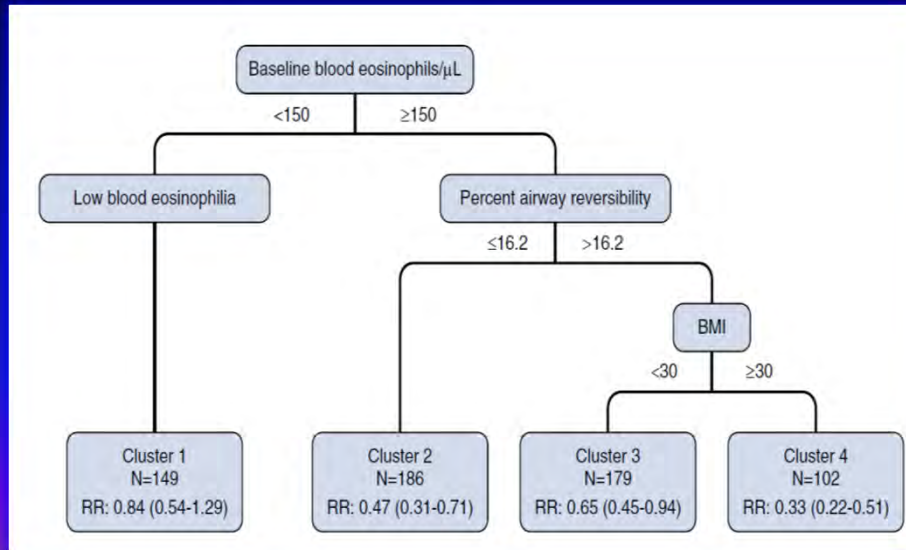 Baseline blood eosinophils/μL
<150
≥150
Low blood eosinophilia
Percent airway reversibility
≤16.2
>16.2
BMI
<30
≥30
Cluster 1
N=149
RR: 0.84 (0.54-1.29)
Cluster 2
N=186
RR: 0.47 (0.31-0.71)
Cluster 3
N=179
RR: 0.65 (0.45-0.94)
Cluster 4
N=102
RR: 0.33 (0.22-0.51)